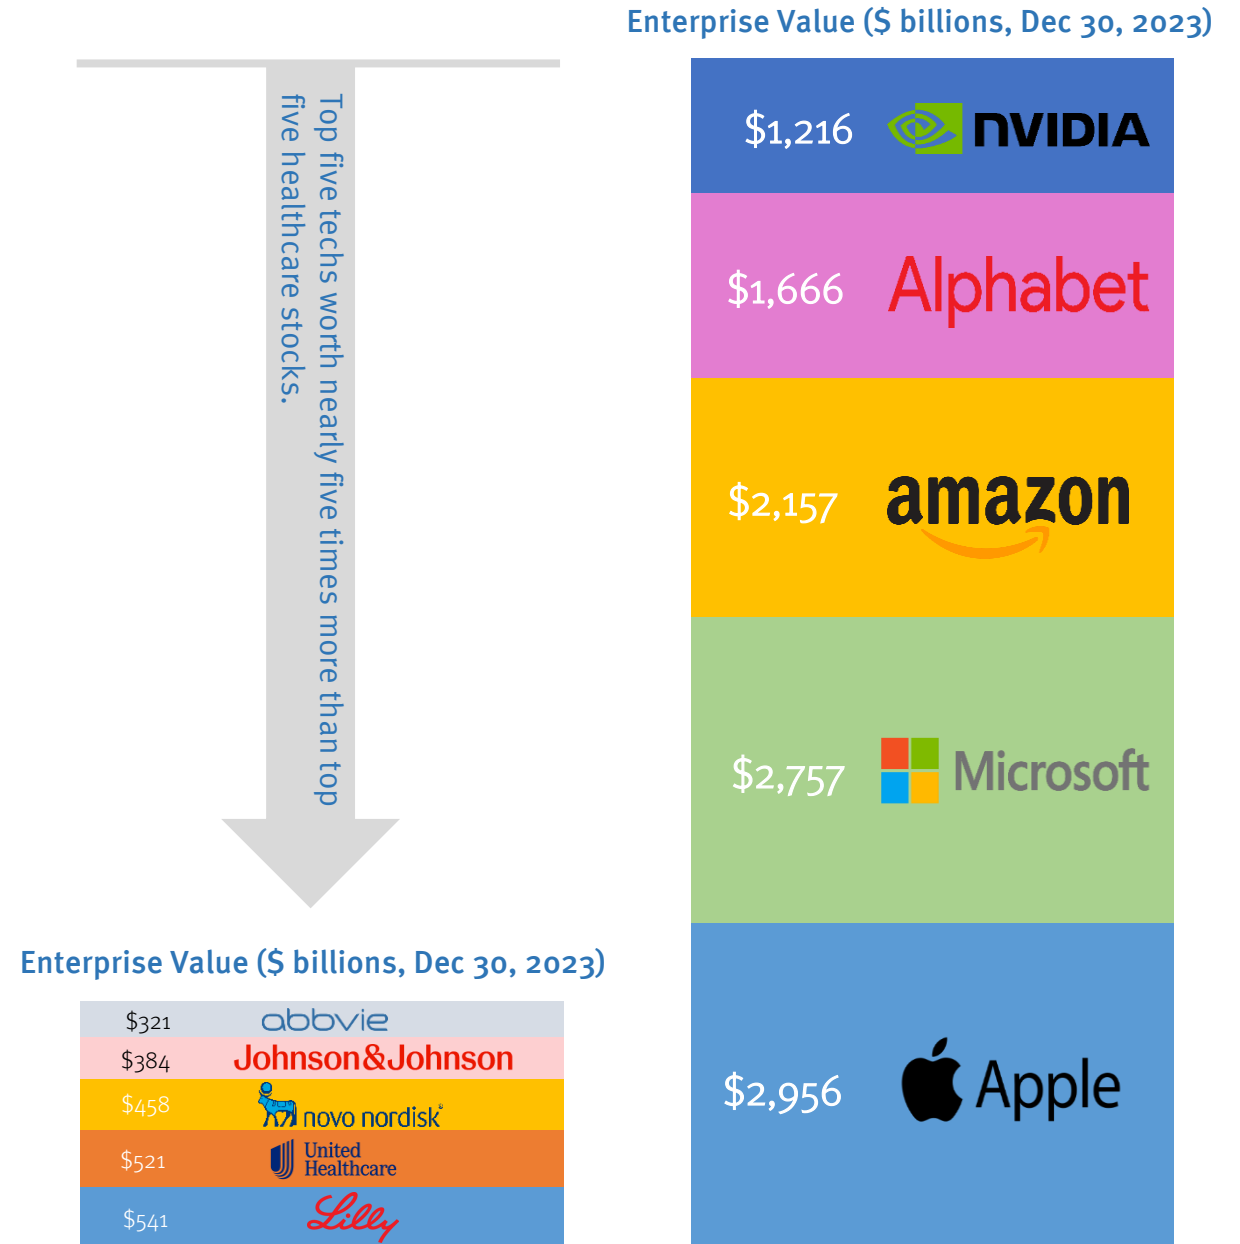 Enterprise Value ($ billions, Dec 30, 2023)
$1,216 NVIDIA
$1,666 Alphabet
$2,157 amazon
$2,757 Microsoft
$2,956 Apple
Top five techs worth nearly five times more than top
five healthcare stocks.
Enterprise Value ($ billions, Dec 30, 2023)
$321 abbvie
$384 Johnson&Johnson
$458 novo nordisk®
$521 United
Healthcare
$541 Lilly